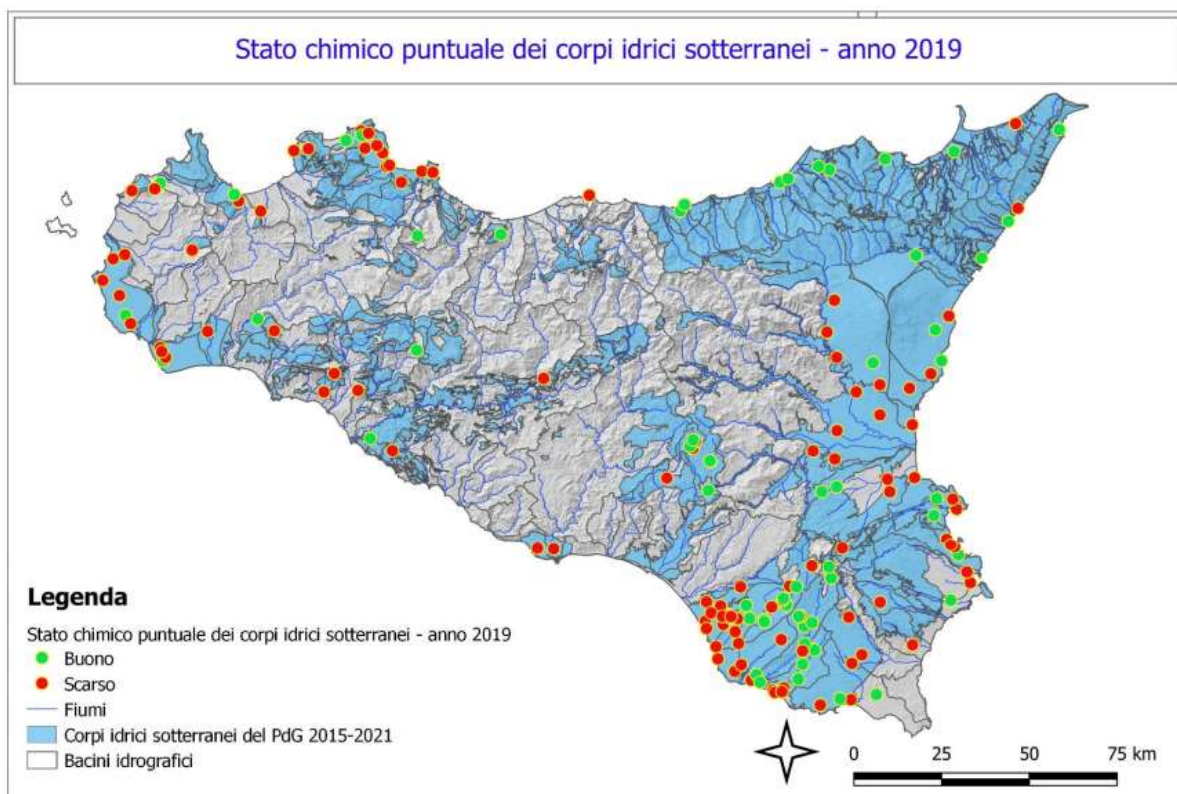 Stato chimico puntuale dei corpi idrici sotterranei - anno 2019
Legenda
Stato chimico puntuale dei corpi idrici sotterranei - anno 2019
Buono
Scarso
Fiumi
Corpi idrici sotterranei del PdG 2015-2021
Bacini idrografici
0 25 50 75 km